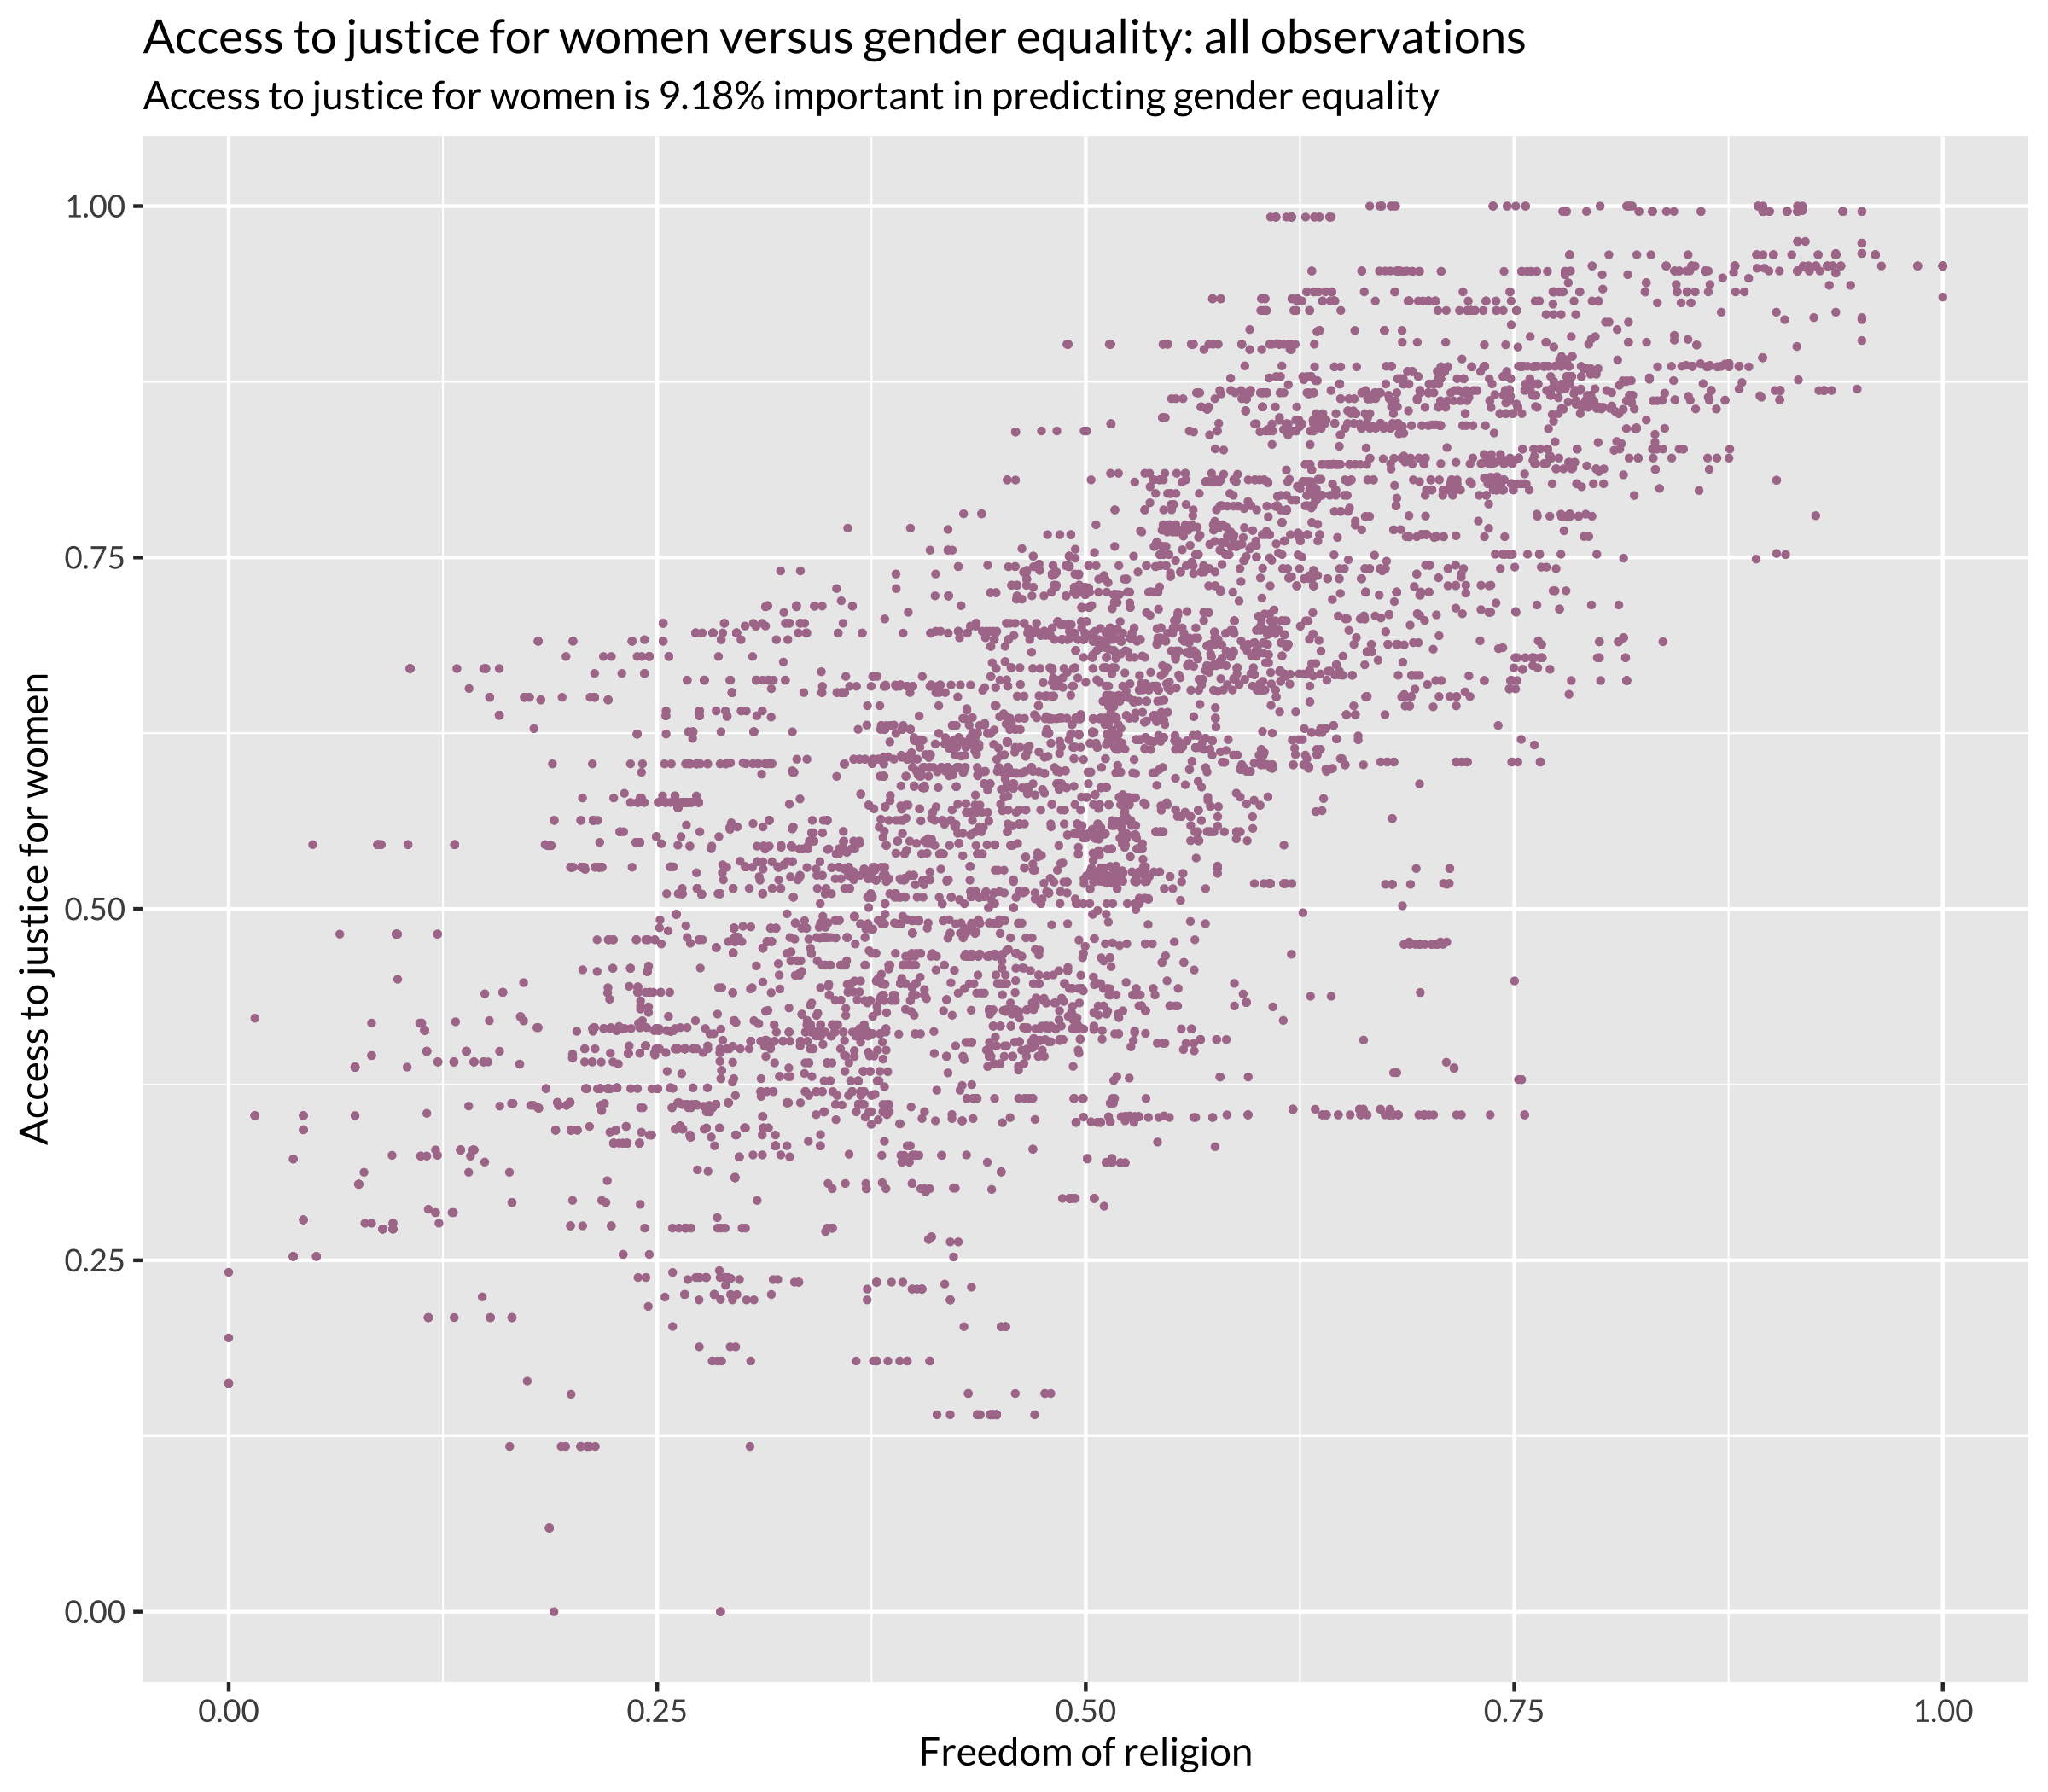 Access to justice for women versus gender equality: all observations
Access to justice for women is 9.18% important in predicting gender equality
1.00
0.75
0.50
0.25
0.00
Access to justice for women
0.00 0.25 0.50 0.75 1.00
Freedom of religion